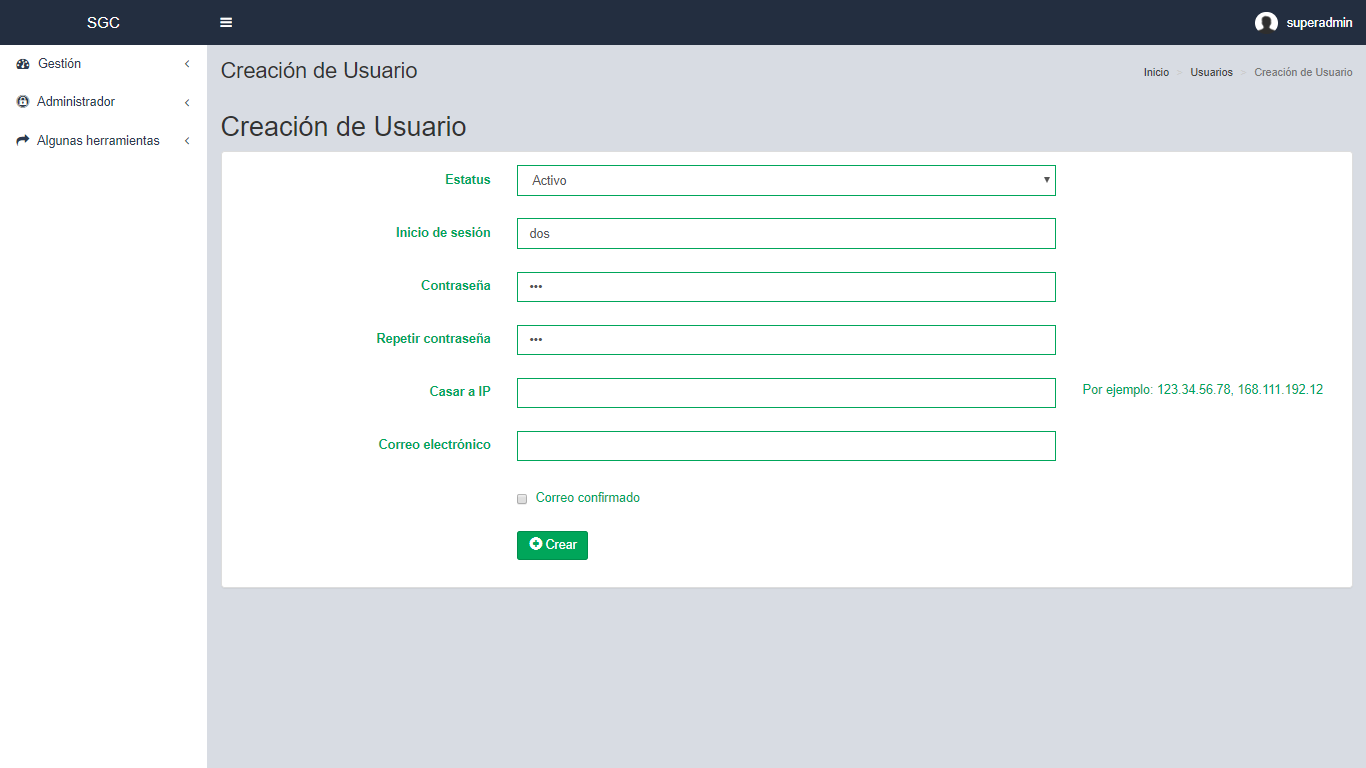 SGC
superadmin
Gestión
Administrador
Algunas herramientas
Creación de Usuario
Inicio > Usuarios > Creación de Usuario
Creación de Usuario
Estatus Activo
Inicio de sesión dos
Contraseña •••
Repetir contraseña •••
Casar a IP Por ejemplo: 123.34.56.78, 168.111.192.12
Correo electrónico
Correo confirmado
Crear